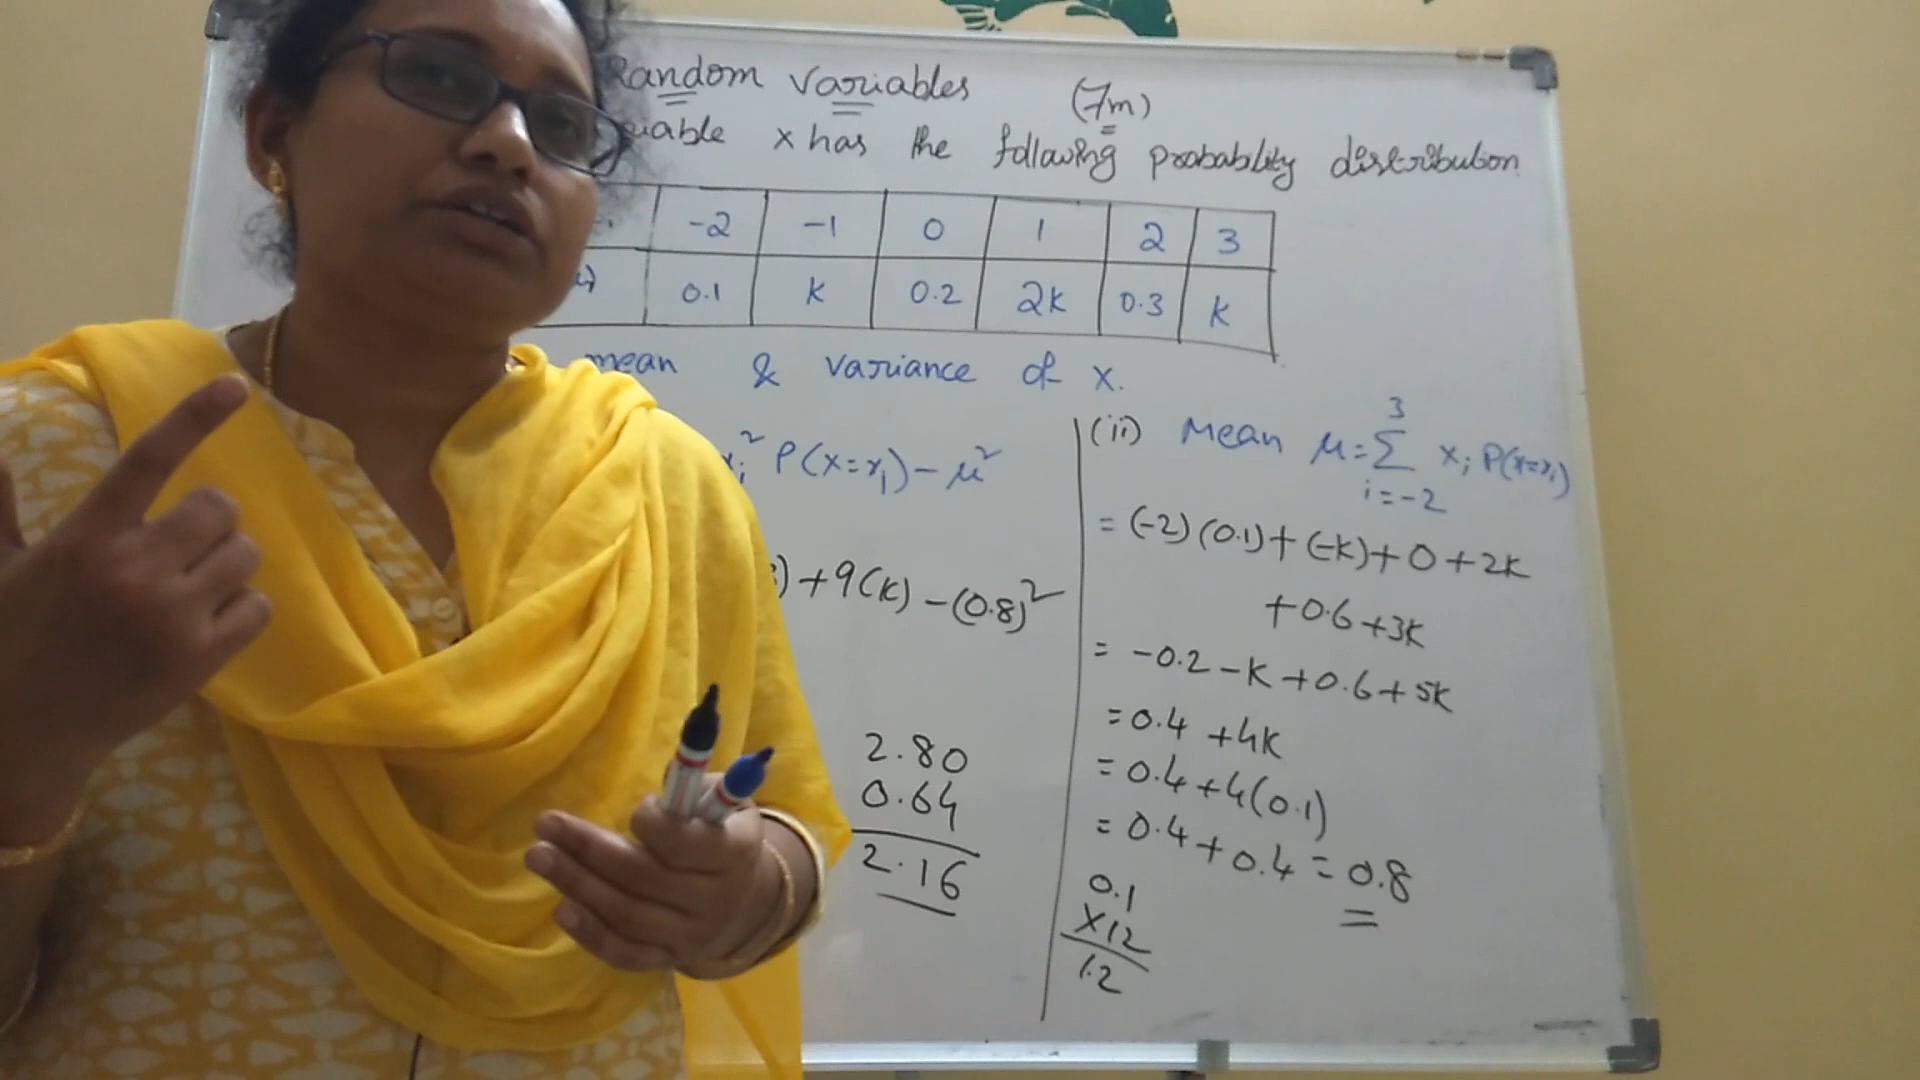 Random variables (7m)
x has the following probability distribution
-2 -1 0 1 2 3
0.1 k 0.2 2k 0.3 k
mean & variance of x.
² P(x=xᵢ) - μ²
) + 9(k) - (0.8)²
2.80
0.64
2.16
(ii) Mean μ = 3 Σ i=-2 xᵢ P(x=xᵢ)
= (-2)(0.1) + (-k) + 0 + 2k
+ 0.6 + 3k
= -0.2 - k + 0.6 + 5k
= 0.4 + 4k
= 0.4 + 4(0.1)
= 0.4 + 0.4 = 0.8
0.1
x12
1.2